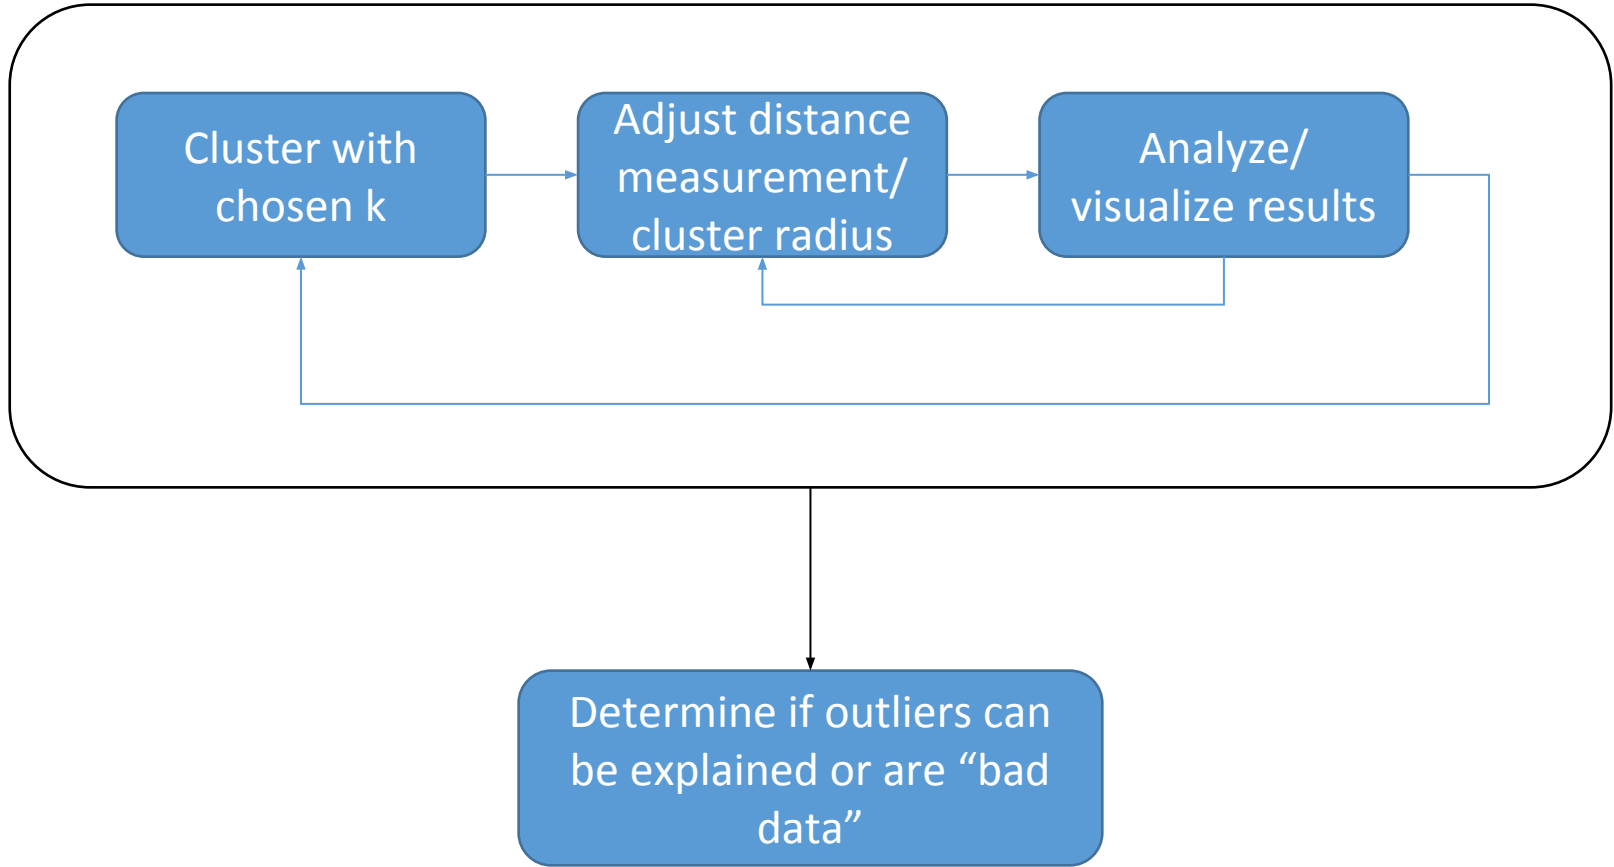 Cluster with
chosen k
Adjust distance
measurement/
cluster radius
Analyze/
visualize results
Determine if outliers can
be explained or are “bad
data”